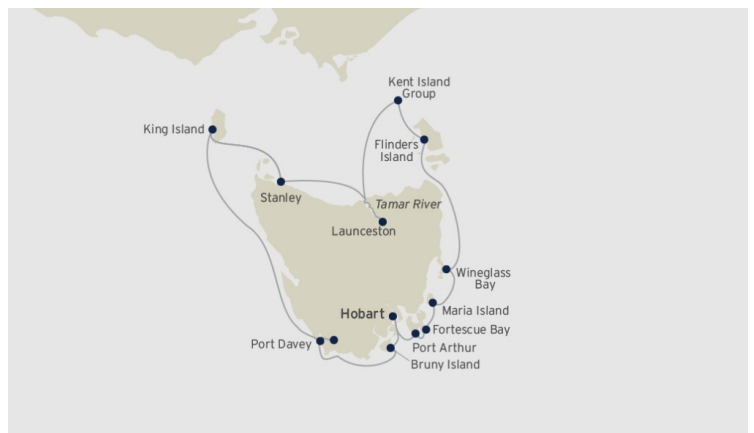 Kent Island
Group
King Island
Flinders
Island
Stanley
Tamar River
Launceston
Wineglass
Bay
Maria Island
Hobart
Fortescue Bay
Port Davey
Port Arthur
Bruny Island